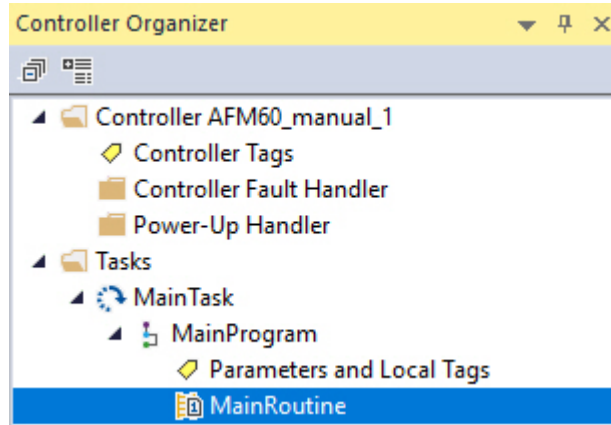 Controller Organizer
Controller AFM60_manual_1
Controller Tags
Controller Fault Handler
Power-Up Handler
Tasks
MainTask
MainProgram
Parameters and Local Tags
MainRoutine